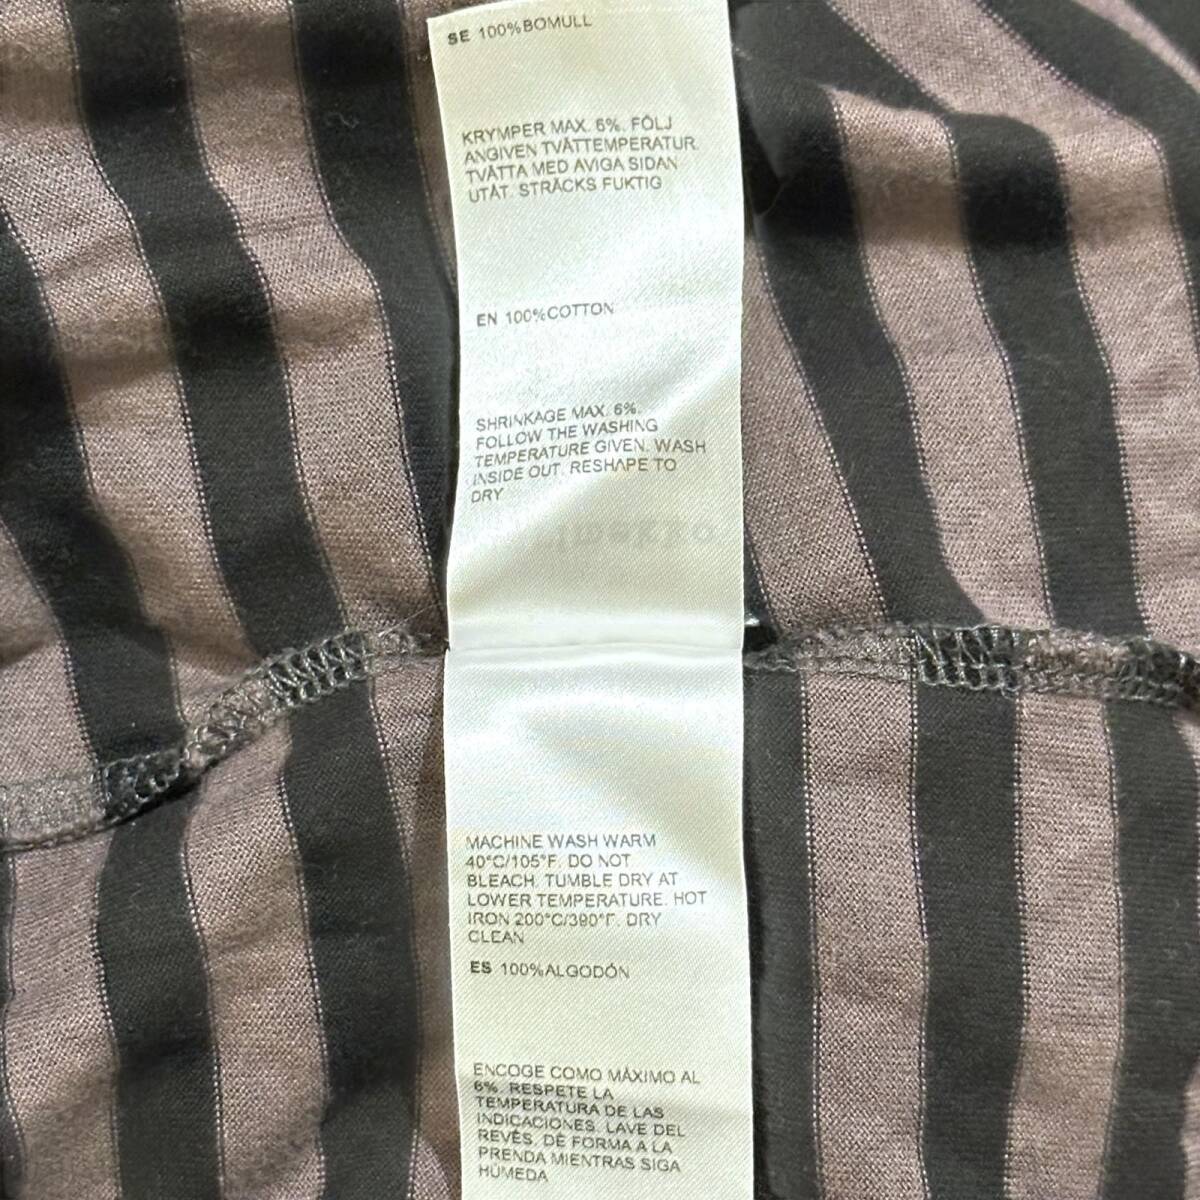 SE 100%BOMULL
KRYMPER MAX. 6%. FÖLJ
ANGIVEN TVÄTTEMPERATUR.
TVÄTTA MED AVIGA SIDAN
UTÅT. STRÄCKS FUKTIG
EN 100%COTTON
SHRINKAGE MAX. 6%.
FOLLOW THE WASHING
TEMPERATURE GIVEN. WASH
INSIDE OUT. RESHAPE TO
DRY
MACHINE WASH WARM
40°C/105°F. DO NOT
BLEACH. TUMBLE DRY AT
LOWER TEMPERATURE. HOT
IRON 200°C/390°F. DRY
CLEAN
ES 100%ALGODÓN
ENCOGE COMO MÁXIMO AL
6%. RESPETE LA
TEMPERATURA DE LAS
INDICACIONES. LAVE DEL
REVÉS. DÉ FORMA A LA
PRENDA MIENTRAS SIGA
HÚMEDA